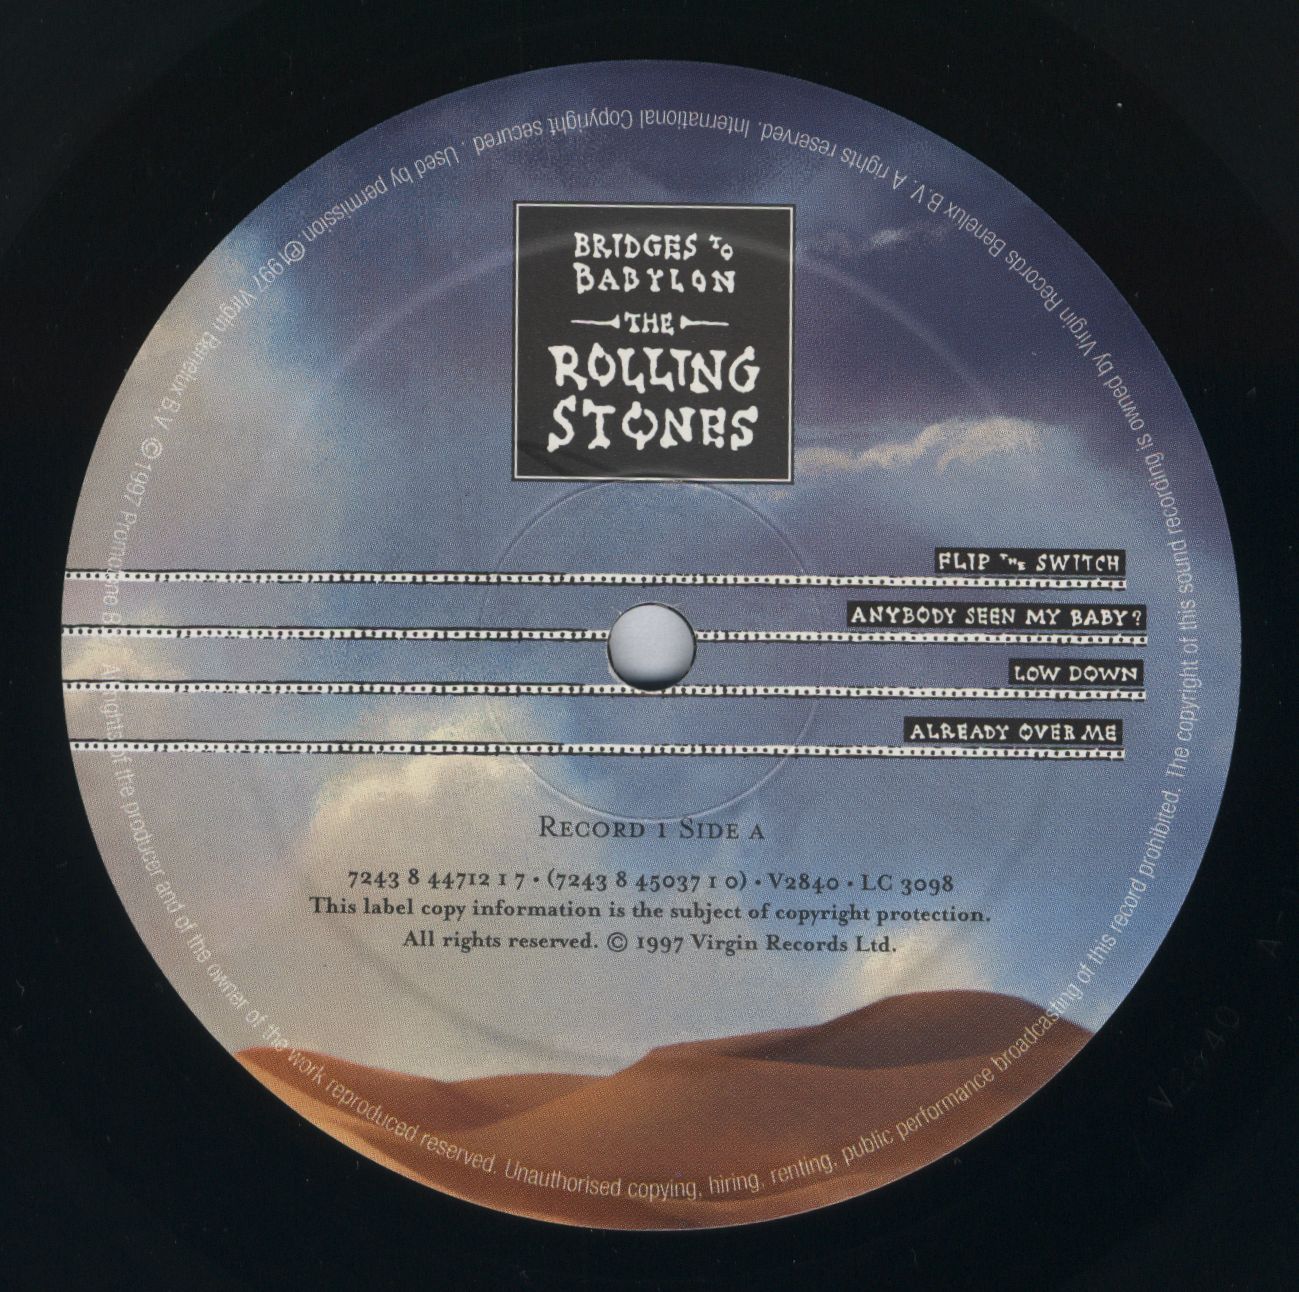 BRIDGES TO
BABYLON
THE
ROLLING
STONES
FLIP THE SWITCH
ANYBODY SEEN MY BABY?
LOW DOWN
ALREADY OVER ME
RECORD 1 SIDE A
7243 8 44712 1 7 • (7243 8 45037 1 0) • V2840 • LC 3098
This label copy information is the subject of copyright protection.
All rights reserved. © 1997 Virgin Records Ltd.
All rights of the producer and of the owner of the work reproduced reserved. Unauthorised copying, hiring, renting, public performance broadcasting of this record prohibited. The copyright of this sound recording is owned by Virgin Records Benelux B.V. A rights reserved. International Copyright secured . Used by permission ℗1997 Virgin Benelux B.V. ©1997